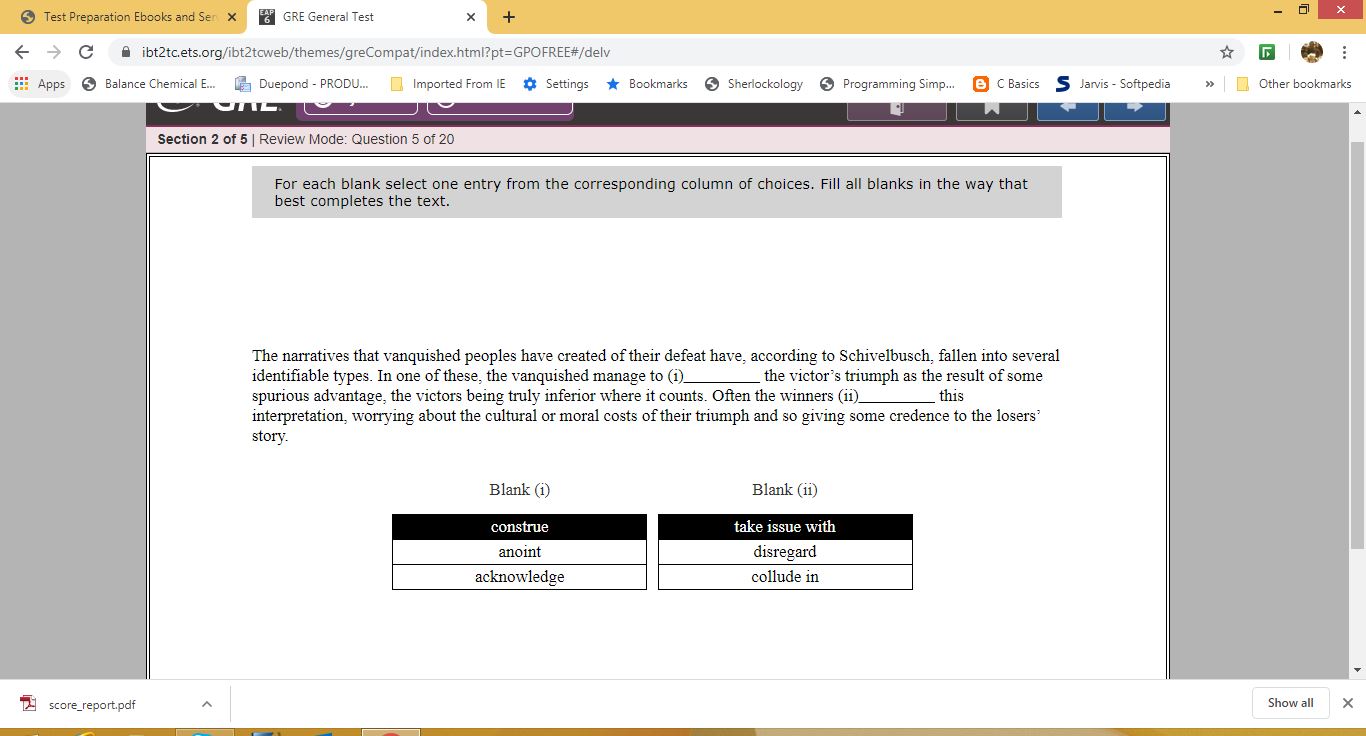 Test Preparation Ebooks and Ser
GRE General Test
ibt2tc.ets.org/ibt2tcweb/themes/greCompat/index.html?pt=GPOFREE#/delv
Apps Balance Chemical E... Duepond - PRODU... Imported From IE Settings Bookmarks Sherlockology Programming Simp... C Basics Jarvis - Softpedia » Other bookmarks
GRE
Section 2 of 5 | Review Mode: Question 5 of 20
For each blank select one entry from the corresponding column of choices. Fill all blanks in the way that
best completes the text.
The narratives that vanquished peoples have created of their defeat have, according to Schivelbusch, fallen into several
identifiable types. In one of these, the vanquished manage to (i)__________ the victor's triumph as the result of some
spurious advantage, the victors being truly inferior where it counts. Often the winners (ii)__________ this
interpretation, worrying about the cultural or moral costs of their triumph and so giving some credence to the losers'
story.
Blank (i) Blank (ii)
construe take issue with
anoint disregard
acknowledge collude in
score_report.pdf
Show all